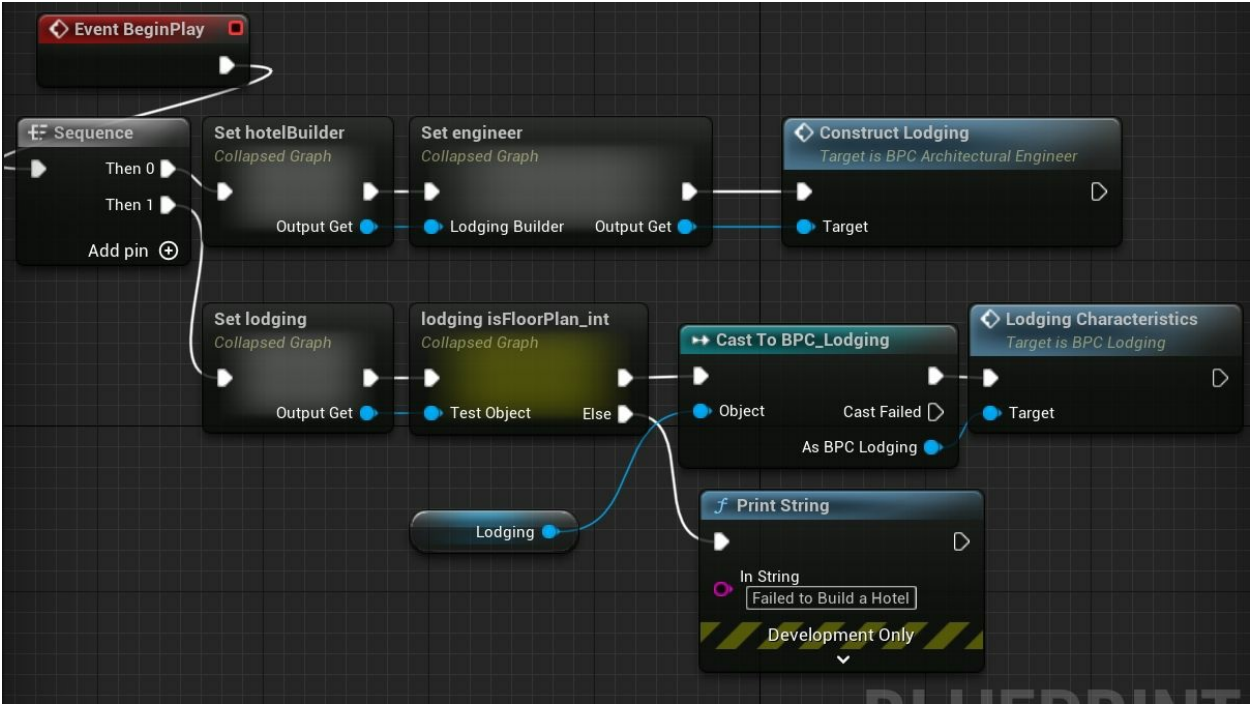 Event BeginPlay
Sequence
Then 0
Then 1
Add pin
Set hotelBuilder
Collapsed Graph
Output Get
Set engineer
Collapsed Graph
Lodging Builder
Output Get
Construct Lodging
Target is BPC Architectural Engineer
Target
Set lodging
Collapsed Graph
Output Get
lodging isFloorPlan_int
Collapsed Graph
Test Object
Else
Cast To BPC_Lodging
Object
Cast Failed
As BPC Lodging
Lodging Characteristics
Target is BPC Lodging
Target
Lodging
Print String
In String
Failed to Build a Hotel
Development Only
BLUEPRINT